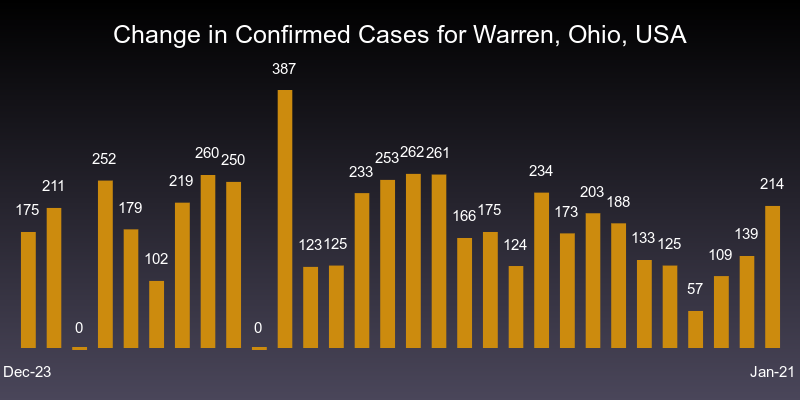 Change in Confirmed Cases for Warren, Ohio, USA
175 211 0 252 179 102 219 260 250 0 387 123 125 233 253 262 261 166 175 124 234 173 203 188 133 125 57 109 139 214
Dec-23 Jan-21